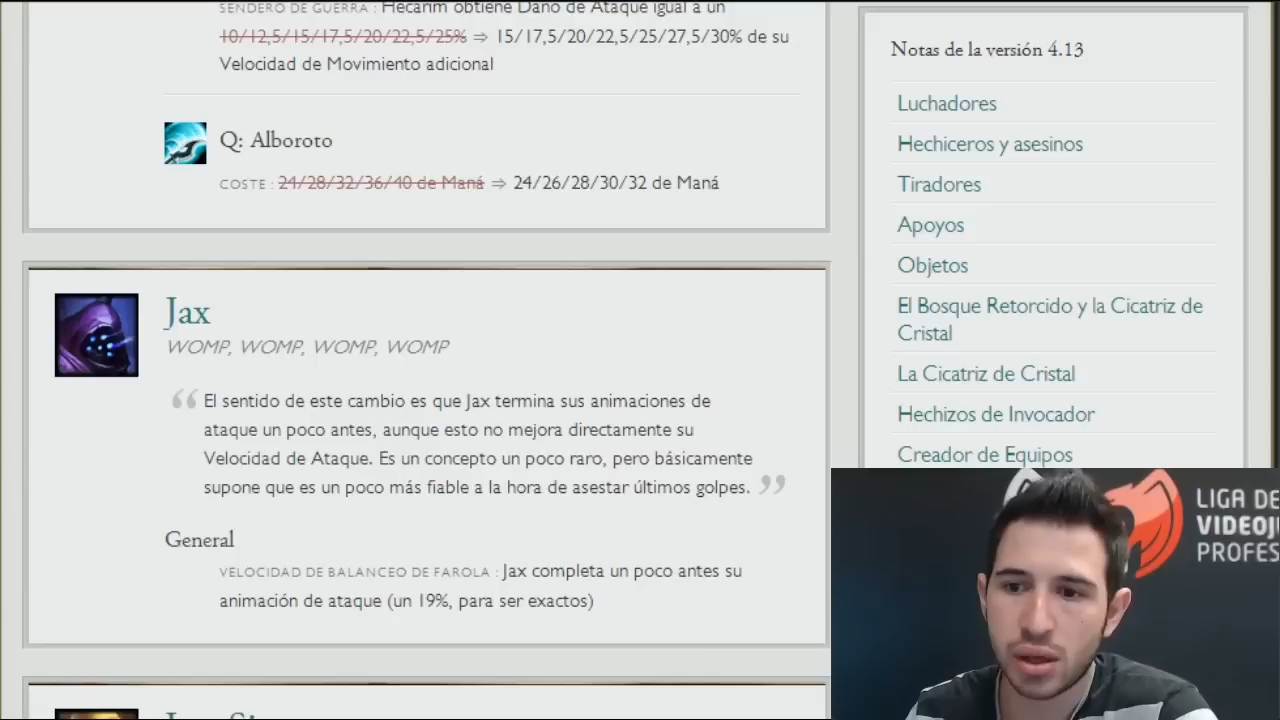 SENDERO DE GUERRA : Hecarim obtiene Daño de Ataque igual a un
10/12,5/15/17,5/20/22,5/25% ⇒ 15/17,5/20/22,5/25/27,5/30% de su
Velocidad de Movimiento adicional
Q: Alboroto
COSTE : 24/28/32/36/40 de Maná ⇒ 24/26/28/30/32 de Maná
Jax
WOMP, WOMP, WOMP, WOMP
“ El sentido de este cambio es que Jax termina sus animaciones de
ataque un poco antes, aunque esto no mejora directamente su
Velocidad de Ataque. Es un concepto un poco raro, pero básicamente
supone que es un poco más fiable a la hora de asestar últimos golpes. ”
General
VELOCIDAD DE BALANCEO DE FAROLA : Jax completa un poco antes su
animación de ataque (un 19%, para ser exactos)
Notas de la versión 4.13
Luchadores
Hechiceros y asesinos
Tiradores
Apoyos
Objetos
El Bosque Retorcido y la Cicatriz de
Cristal
La Cicatriz de Cristal
Hechizos de Invocador
Creador de Equipos
LIGA DE
VIDEOJ
PROFES